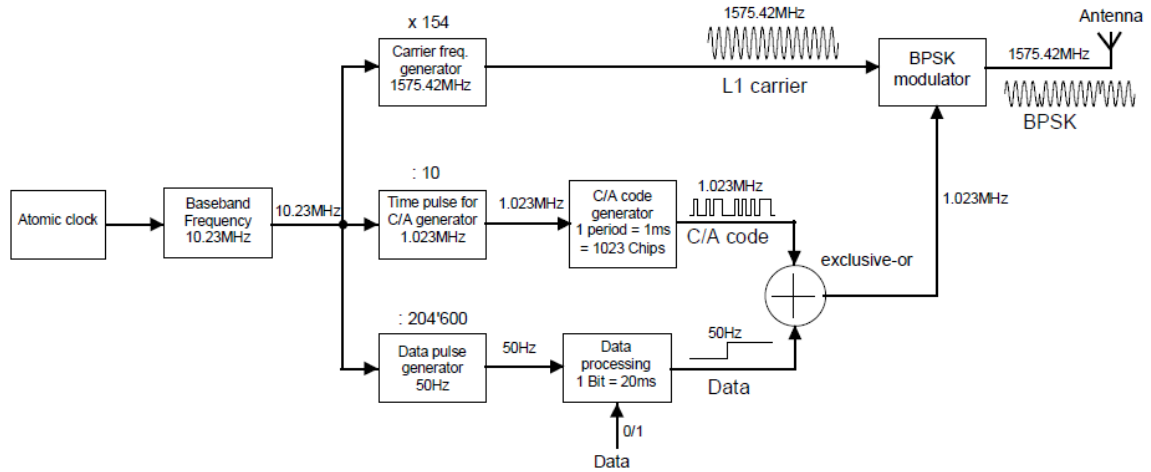 x 154
Carrier freq.
generator
1575.42MHz
1575.42MHz
L1 carrier
BPSK
modulator
Antenna
1575.42MHz
BPSK
Atomic clock
Baseband
Frequency
10.23MHz
10.23MHz
: 10
Time pulse for
C/A generator
1.023MHz
1.023MHz
C/A code
generator
1 period = 1ms
= 1023 Chips
1.023MHz
C/A code
exclusive-or
1.023MHz
: 204'600
Data pulse
generator
50Hz
50Hz
Data
processing
1 Bit = 20ms
50Hz
Data
0/1
Data